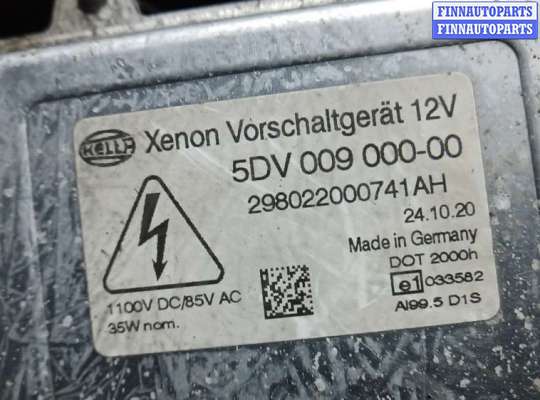 FINNAUTOPARTS
FINNAUTOPARTS
HELLA
Xenon Vorschaltgerät 12V
5DV 009 000-00
298022000741AH
24.10.20
Made in Germany
DOT 2000h
e1 033582
Al99.5 D1S
1100V DC/85V AC
35W nom.